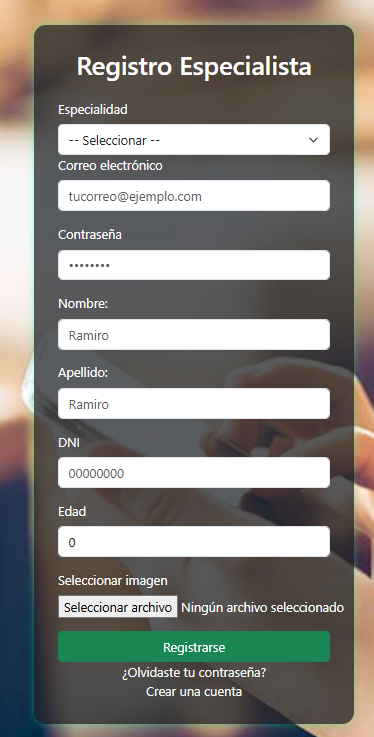 Registro Especialista
Especialidad
-- Seleccionar --
Correo electrónico
tucorreo@ejemplo.com
Contraseña
••••••••
Nombre:
Ramiro
Apellido:
Ramiro
DNI
00000000
Edad
0
Seleccionar imagen
Seleccionar archivo Ningún archivo seleccionado
Registrarse
¿Olvidaste tu contraseña?
Crear una cuenta